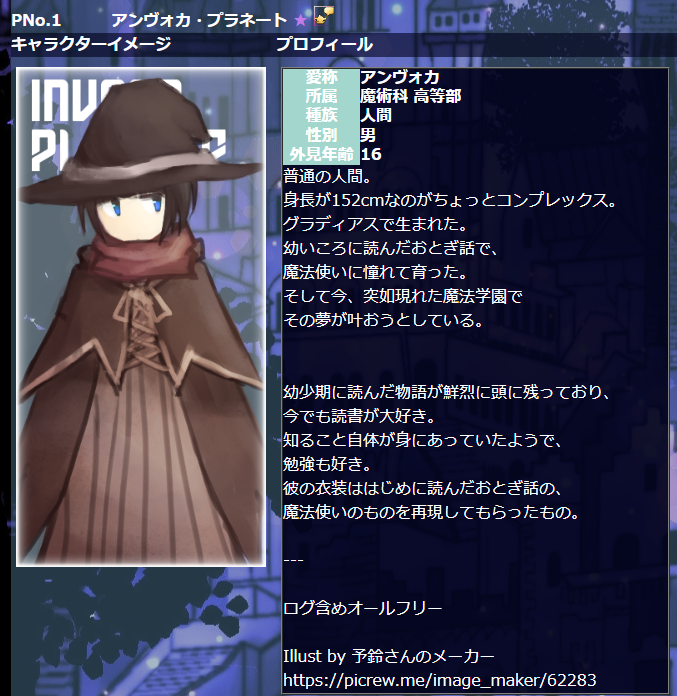 PNo.1 アンヴォカ・プラネート
キャラクターイメージ
プロフィール
愛称 アンヴォカ
所属 魔術科 高等部
種族 人間
性別 男
外見年齢 16
普通の人間。
身長が152cmなのがちょっとコンプレックス。
グラディアスで生まれた。
幼いころに読んだおとぎ話で、
魔法使いに憧れて育った。
そして今、突如現れた魔法学園で
その夢が叶おうとしている。
幼少期に読んだ物語が鮮烈に頭に残っており、
今でも読書が大好き。
知ること自体が身にあっていたようで、
勉強も好き。
彼の衣装ははじめに読んだおとぎ話の、
魔法使いのものを再現してもらったもの。
---
ログ含めオールフリー
Illust by 予鈴さんのメーカー
https://picrew.me/image_maker/62283